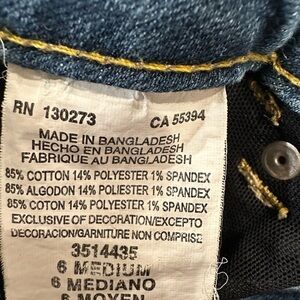 RN 130273 CA 55394
MADE IN BANGLADESH
HECHO EN BANGLADESH
FABRIQUE AU BANGLADESH
85% COTTON 14% POLYESTER 1% SPANDEX
85% ALGODON 14% POLYESTER 1% SPANDEX
85% COTON 14% POLYESTER 1% SPANDEX
EXCLUSIVE OF DECORATION/EXCEPTO
DECORACION/GARNITURE NON COMPRISE
3514435
6 MEDIUM
6 MEDIANO
6 MOYEN